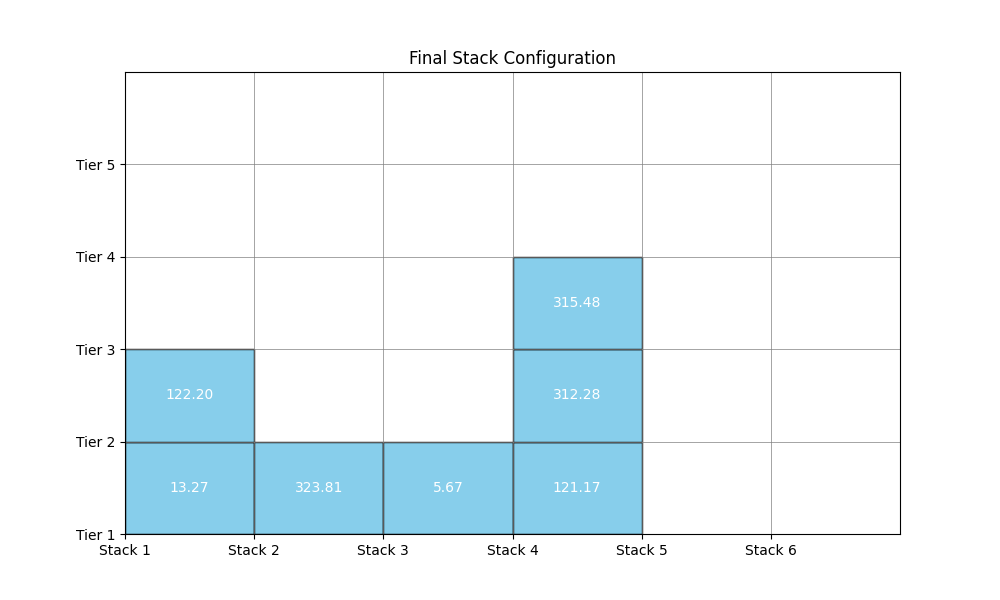 Final Stack Configuration
Tier 5
Tier 4
315.48
Tier 3
122.20
312.28
Tier 2
13.27
323.81
5.67
121.17
Tier 1
Stack 1
Stack 2
Stack 3
Stack 4
Stack 5
Stack 6